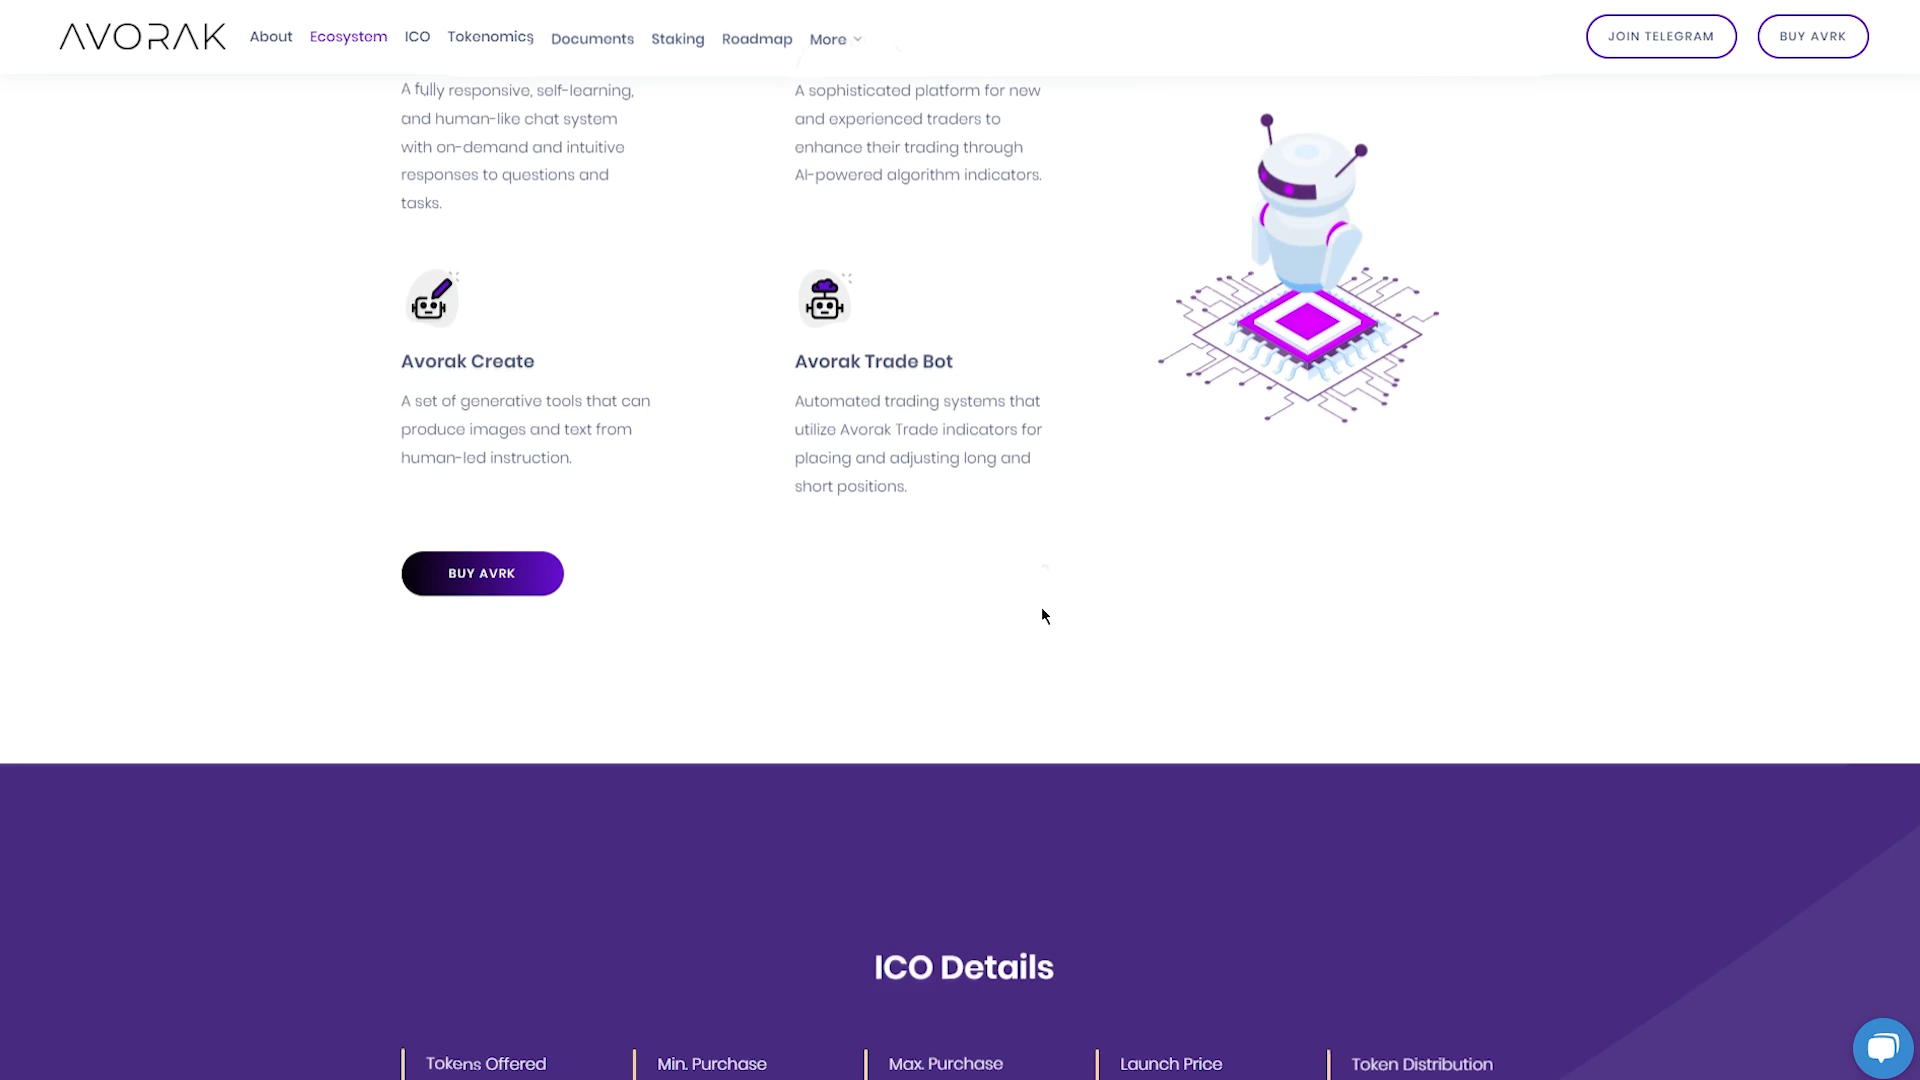 AVORAK
About Ecosystem ICO Tokenomics Documents Staking Roadmap More
JOIN TELEGRAM
BUY AVRK
A fully responsive, self-learning,
and human-like chat system
with on-demand and intuitive
responses to questions and
tasks.
A sophisticated platform for new
and experienced traders to
enhance their trading through
AI-powered algorithm indicators.
Avorak Create
A set of generative tools that can
produce images and text from
human-led instruction.
Avorak Trade Bot
Automated trading systems that
utilize Avorak Trade indicators for
placing and adjusting long and
short positions.
BUY AVRK
ICO Details
Tokens Offered
Min. Purchase
Max. Purchase
Launch Price
Token Distribution